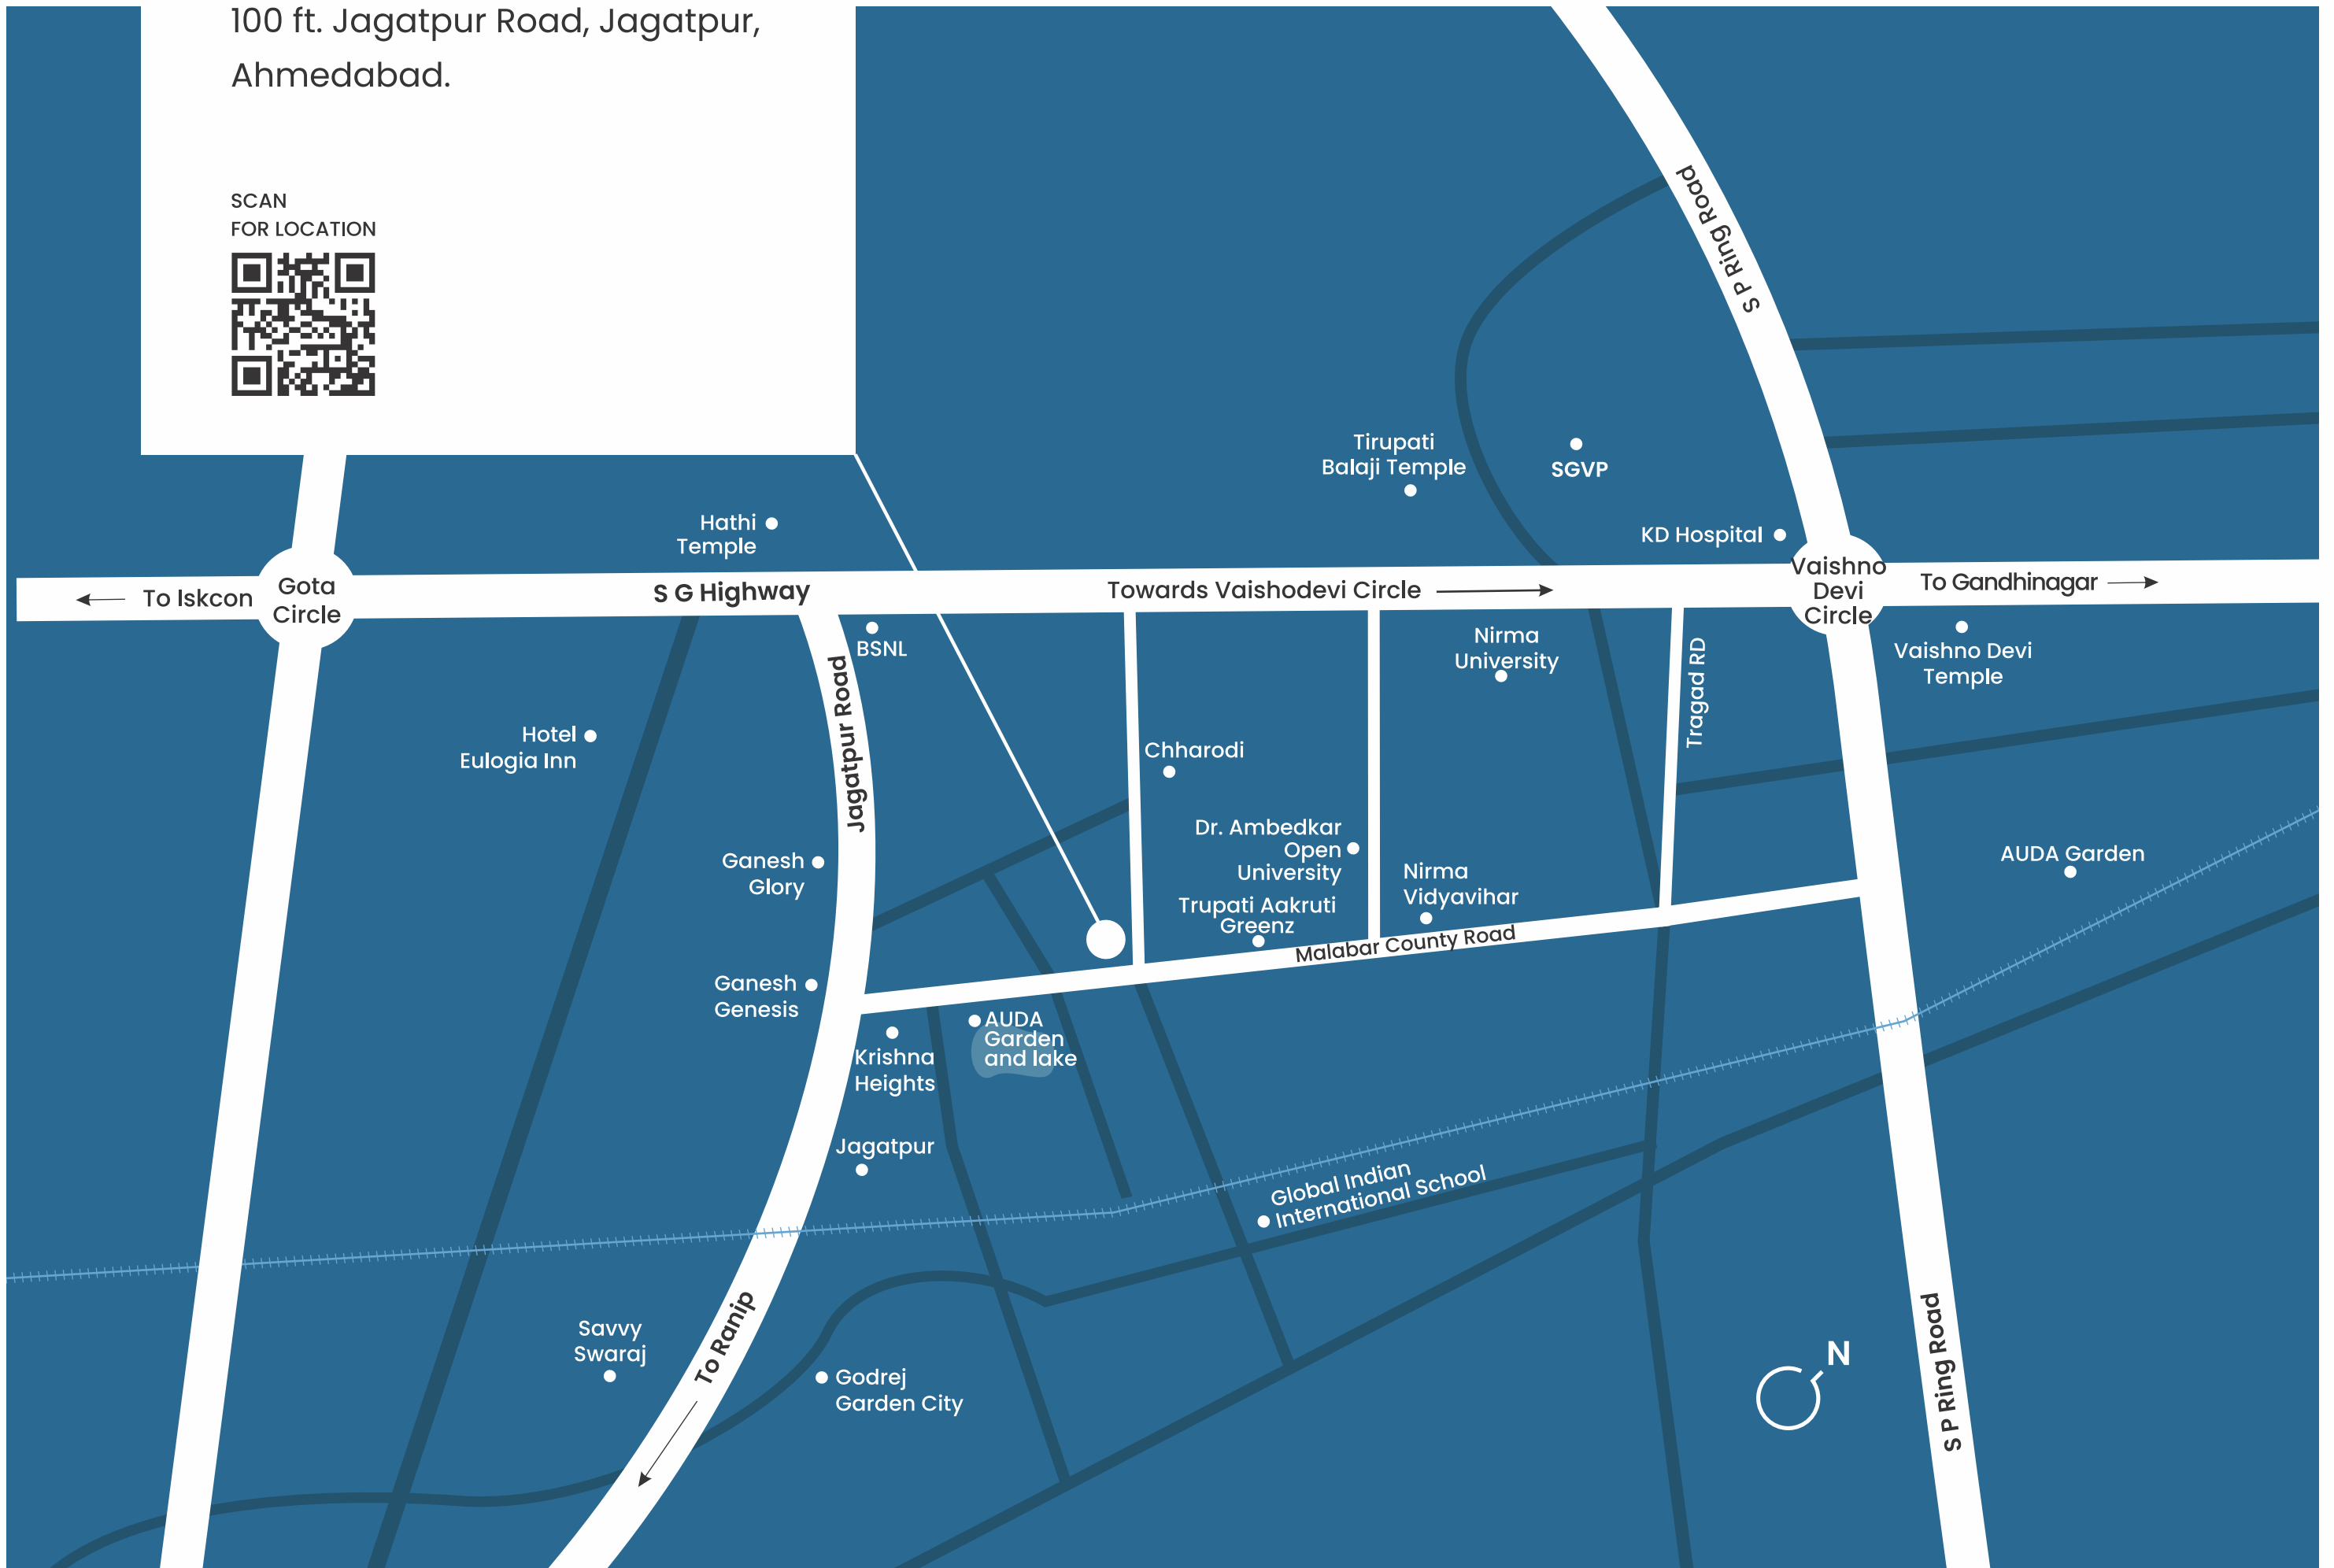 100 ft. Jagatpur Road, Jagatpur,
Ahmedabad.
SCAN
FOR LOCATION
S P Ring Road
Tirupati
Balaji Temple
SGVP
Hathi
Temple
KD Hospital
To Iskcon
Gota
Circle
S G Highway
Towards Vaishodevi Circle
Vaishno
Devi
Circle
To Gandhinagar
BSNL
Nirma
University
Tragad RD
Vaishno Devi
Temple
Jagatpur Road
Hotel
Eulogia Inn
Chharodi
Dr. Ambedkar
Open
University
Ganesh
Glory
Nirma
Vidyavihar
AUDA Garden
Trupati Aakruti
Greenz
Malabar County Road
Ganesh
Genesis
AUDA
Garden
and lake
Krishna
Heights
Jagatpur
Global Indian
International School
To Ranip
Savvy
Swaraj
Godrej
Garden City
N
S P Ring Road